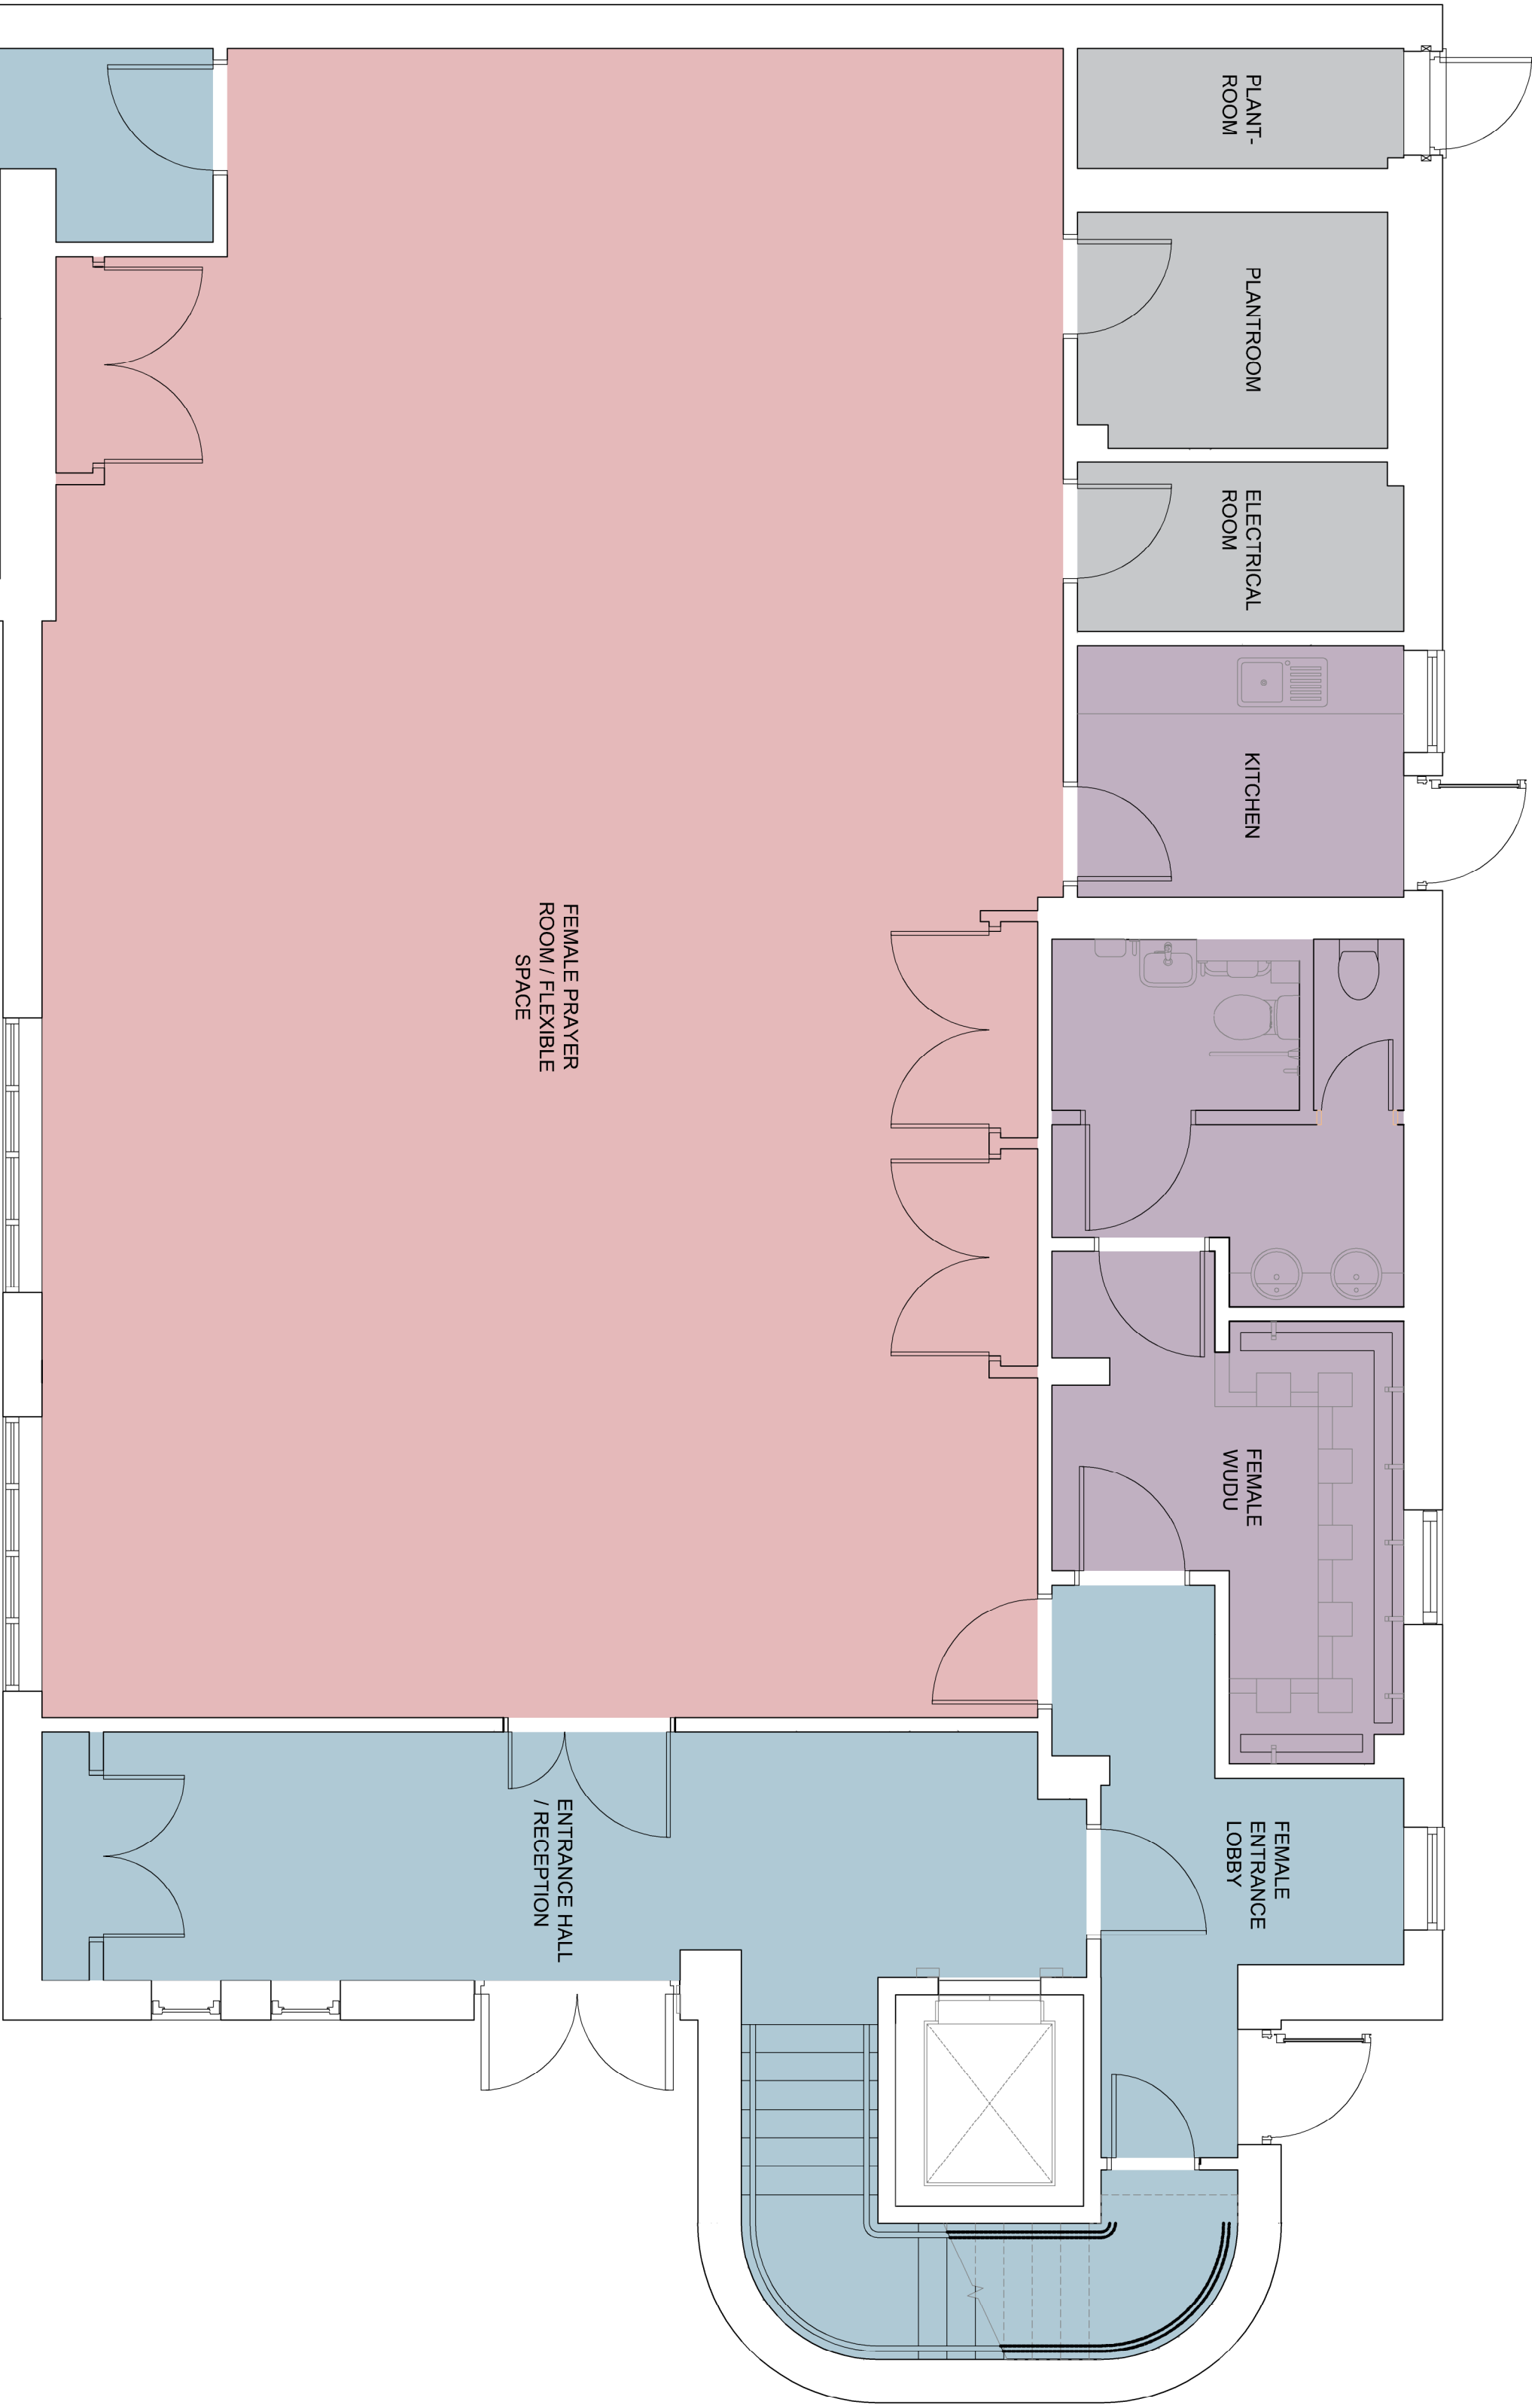 PLANT-
ROOM
PLANTROOM
ELECTRICAL
ROOM
KITCHEN
FEMALE PRAYER
ROOM / FLEXIBLE
SPACE
FEMALE
WUDU
FEMALE
ENTRANCE
LOBBY
ENTRANCE HALL
/ RECEPTION